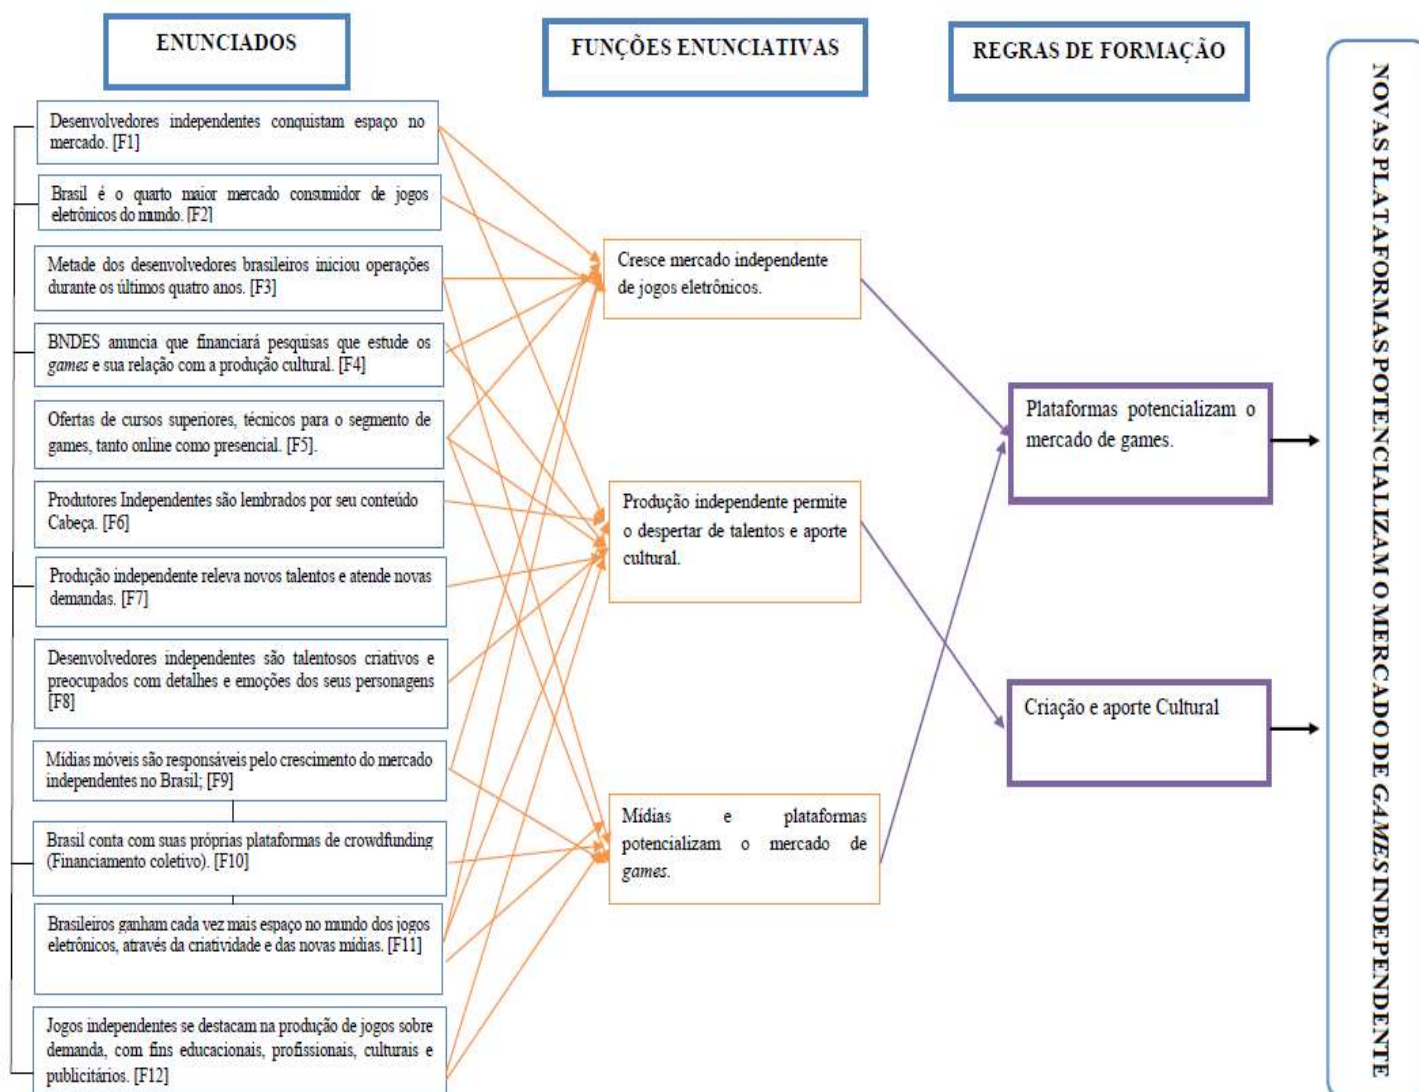 ENUNCIADOS
FUNÇÕES ENUNCIATIVAS
REGRAS DE FORMAÇÃO
Desenvolvedores independentes conquistam espaço no
mercado. [F1]
Brasil é o quarto maior mercado consumidor de jogos
eletrônicos do mundo. [F2]
Metade dos desenvolvedores brasileiros iniciou operações
durante os últimos quatro anos. [F3]
BNDES anuncia que financiará pesquisas que estude os
games e sua relação com a produção cultural. [F4]
Ofertas de cursos superiores, técnicos para o segmento de
games, tanto online como presencial. [F5].
Produtores Independentes são lembrados por seu conteúdo
Cabeça. [F6]
Produção independente releva novos talentos e atende novas
demandas. [F7]
Desenvolvedores independentes são talentosos criativos e
preocupados com detalhes e emoções dos seus personagens
[F8]
Mídias móveis são responsáveis pelo crescimento do mercado
independentes no Brasil; [F9]
Brasil conta com suas próprias plataformas de crowdfunding
(Financiamento coletivo). [F10]
Brasileiros ganham cada vez mais espaço no mundo dos jogos
eletrônicos, através da criatividade e das novas mídias. [F11]
Jogos independentes se destacam na produção de jogos sobre
demanda, com fins educacionais, profissionais, culturais e
publicitários. [F12]
Cresce mercado independente
de jogos eletrônicos.
Produção independente permite
o despertar de talentos e aporte
cultural.
Mídias e plataformas
potencializam o mercado de
games.
Plataformas potencializam o
mercado de games.
Criação e aporte Cultural
NOVAS PLATAFORMAS POTENCIALIZAM O MERCADO DE GAMES INDEPENDENTE